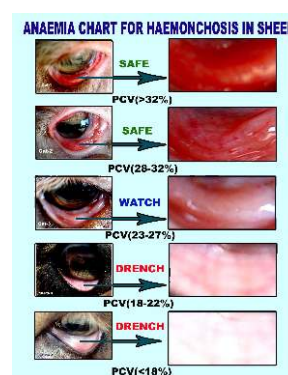 ANAEMIA CHART FOR HAEMONCHOSIS IN SHEE
SAFE
PCV(>32%)
SAFE
PCV(28-32%)
WATCH
PCV(23-27%)
DRENCH
PCV(18-22%)
DRENCH
PCV(<18%)